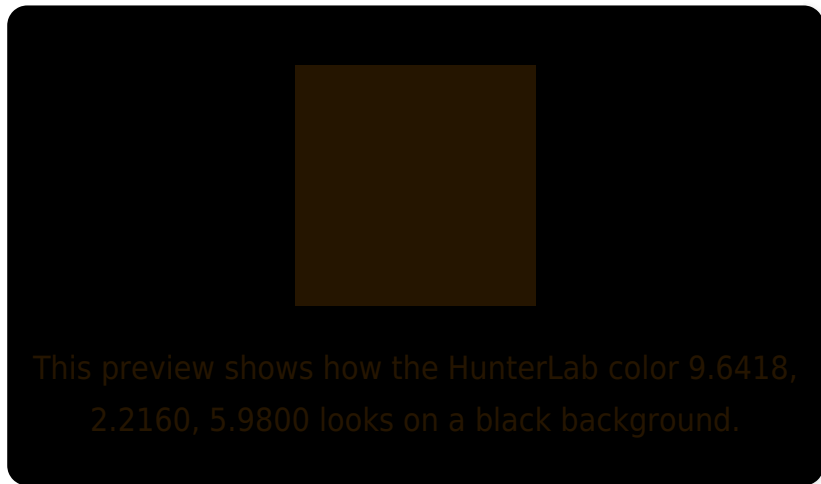 This preview shows how the HunterLab color 9.6418,
2.2160, 5.9800 looks on a black background.